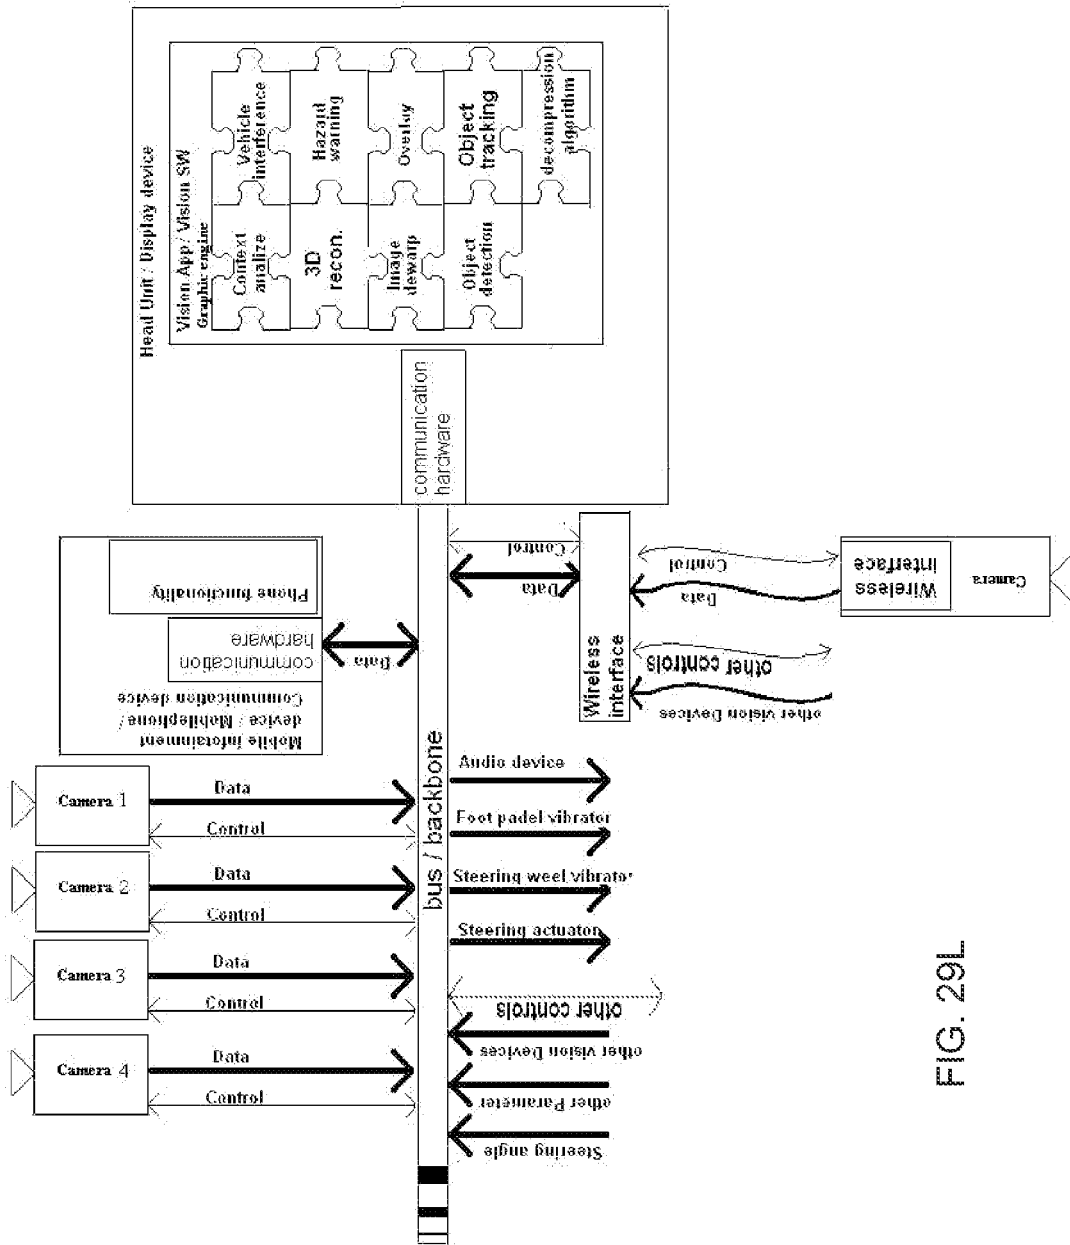 Head Unit / Display device
Vision App / Vision SW
Graphic engine
Context
analize
Vehicle
interference
3D
recon.
Hazard
warning
Image
dewarp
Overlay
Object
detection
Object
tracking
decompression
algorithm
communication
hardware
Phone functionality
communication
hardware
Mobile infotainment
device / Mobilephone/
Communication device
Data
Control
Data
Wireless
interface
Control
Data
other controls
other vision Devices
Wireless
interface
Camera
bus / backbone
Camera 1
Data
Control
Camera 2
Data
Control
Camera 3
Data
Control
Camera 4
Data
Control
Audio device
Foot padel vibrator
Steering weel vibrator
Steering actuator
other controls
other vision Devices
other Parameter
Steering angle
FIG. 29L